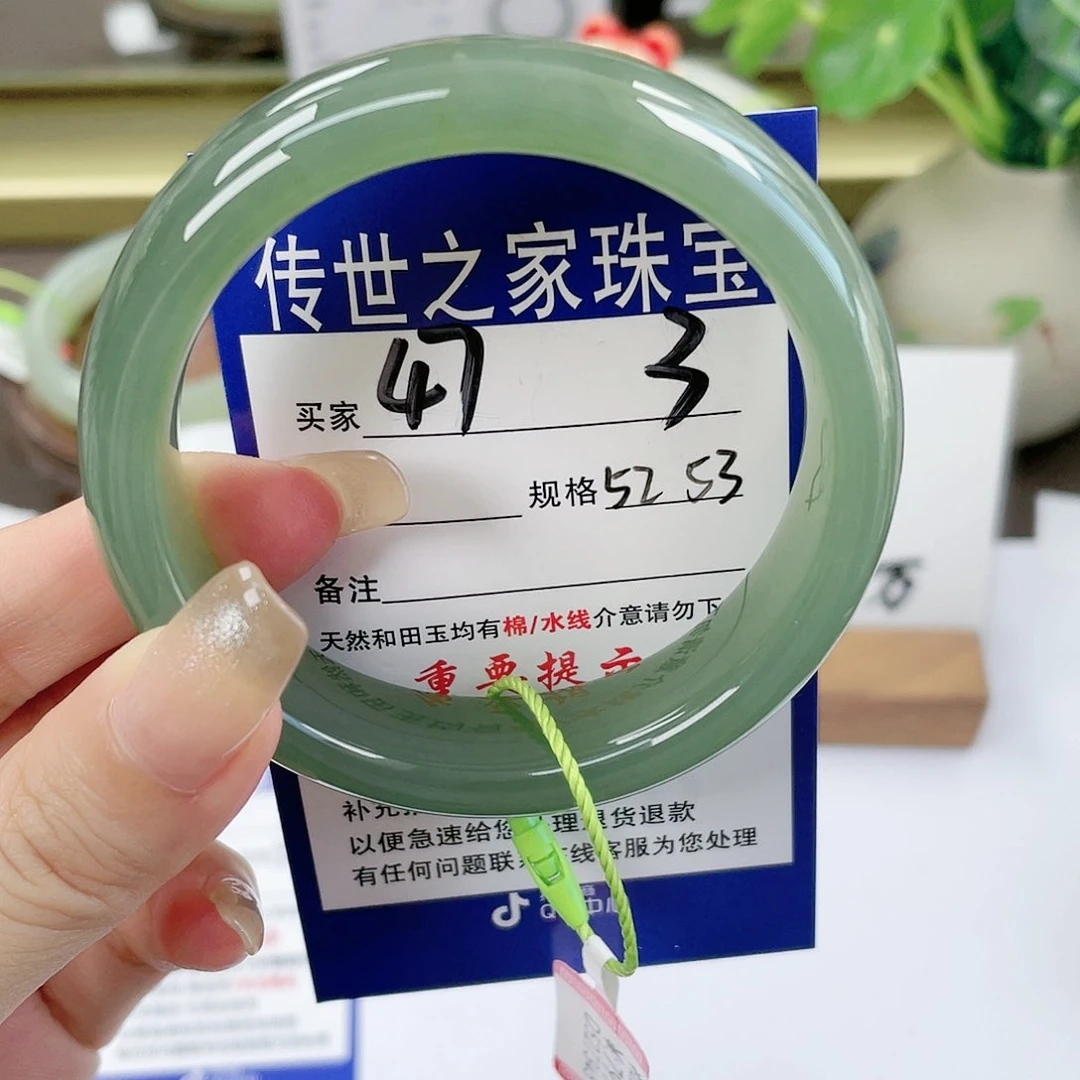 传世之家珠宝
买家 47 3
规格 52 53
备注
天然和田玉均有棉/水线介意请勿下
重要提示
以便急速给您处理退货退款
有任何问题联系在线客服为您处理